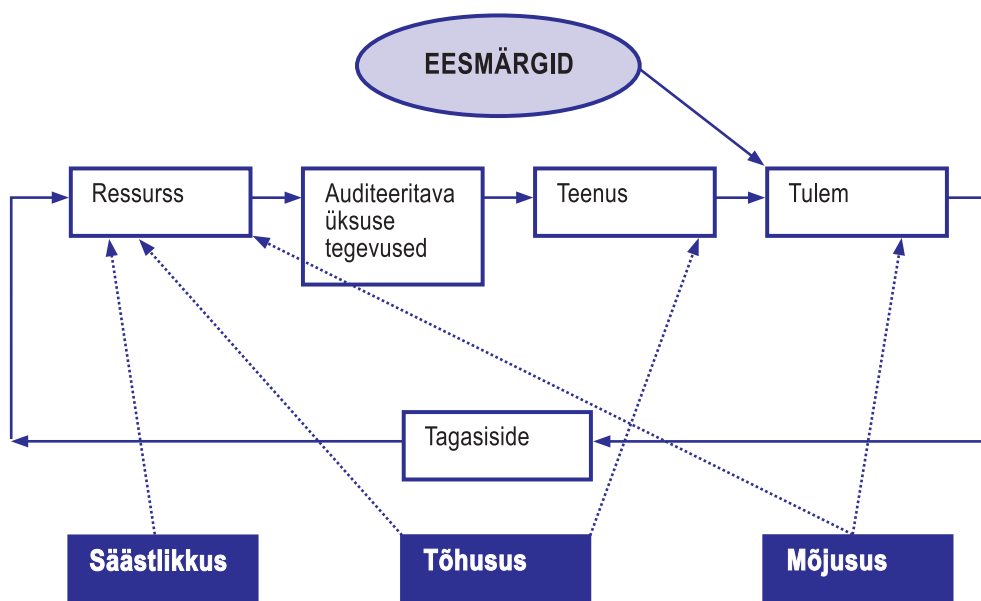 EESMÄRGID
Ressurss
Auditeeritava
üksuse
tegevused
Teenus
Tulem
Tagasiside
Säästlikkus
Tõhusus
Mõjusus